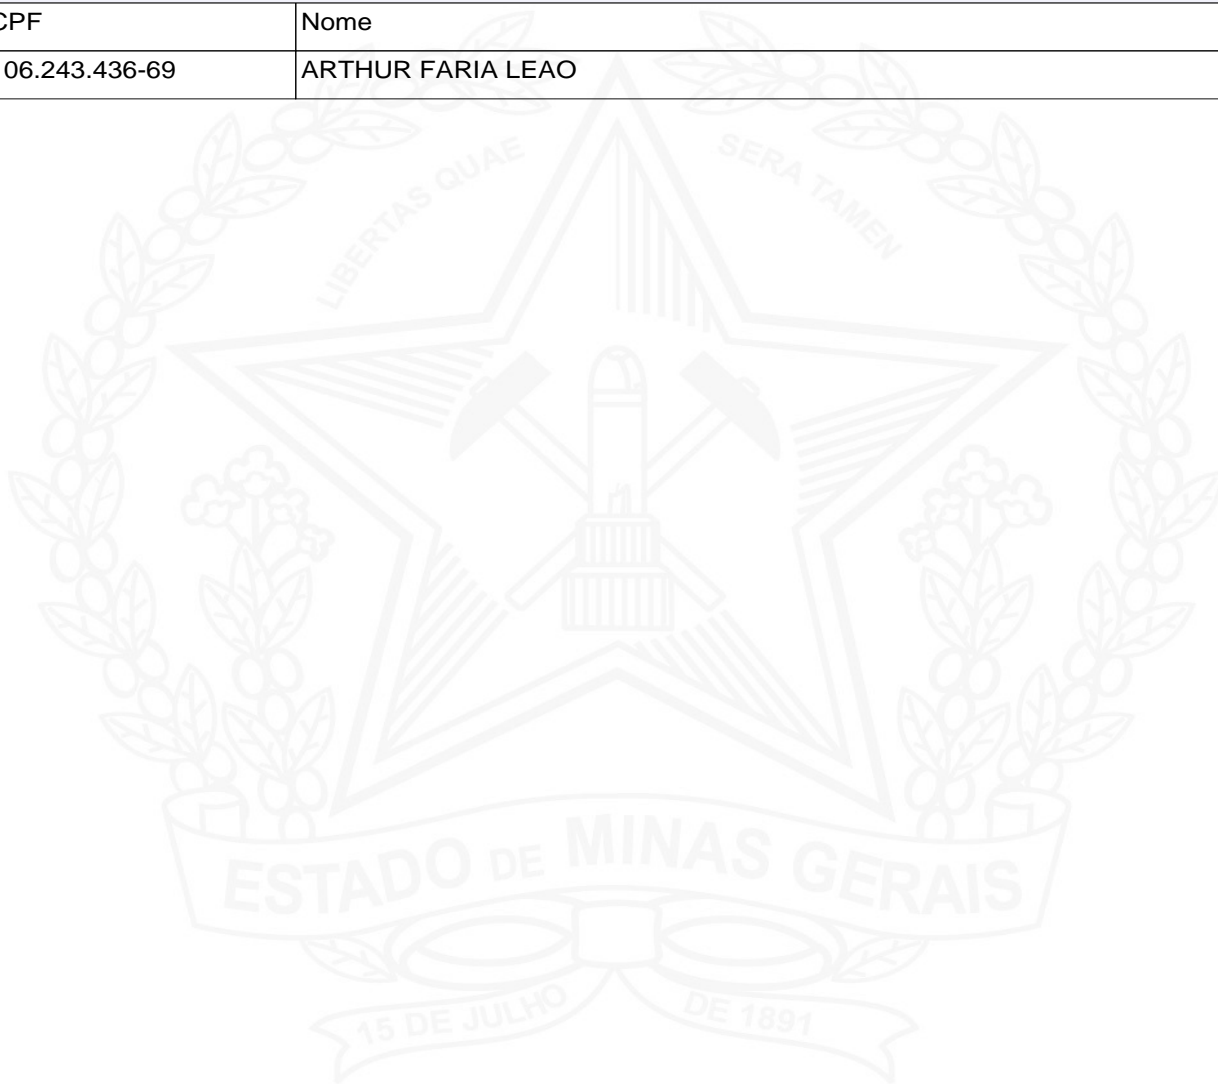 CPF Nome
06.243.436-69 ARTHUR FARIA LEAO
LIBERTAS QUAE SERA TAMEN
ESTADO DE MINAS GERAIS
15 DE JULHO DE 1891